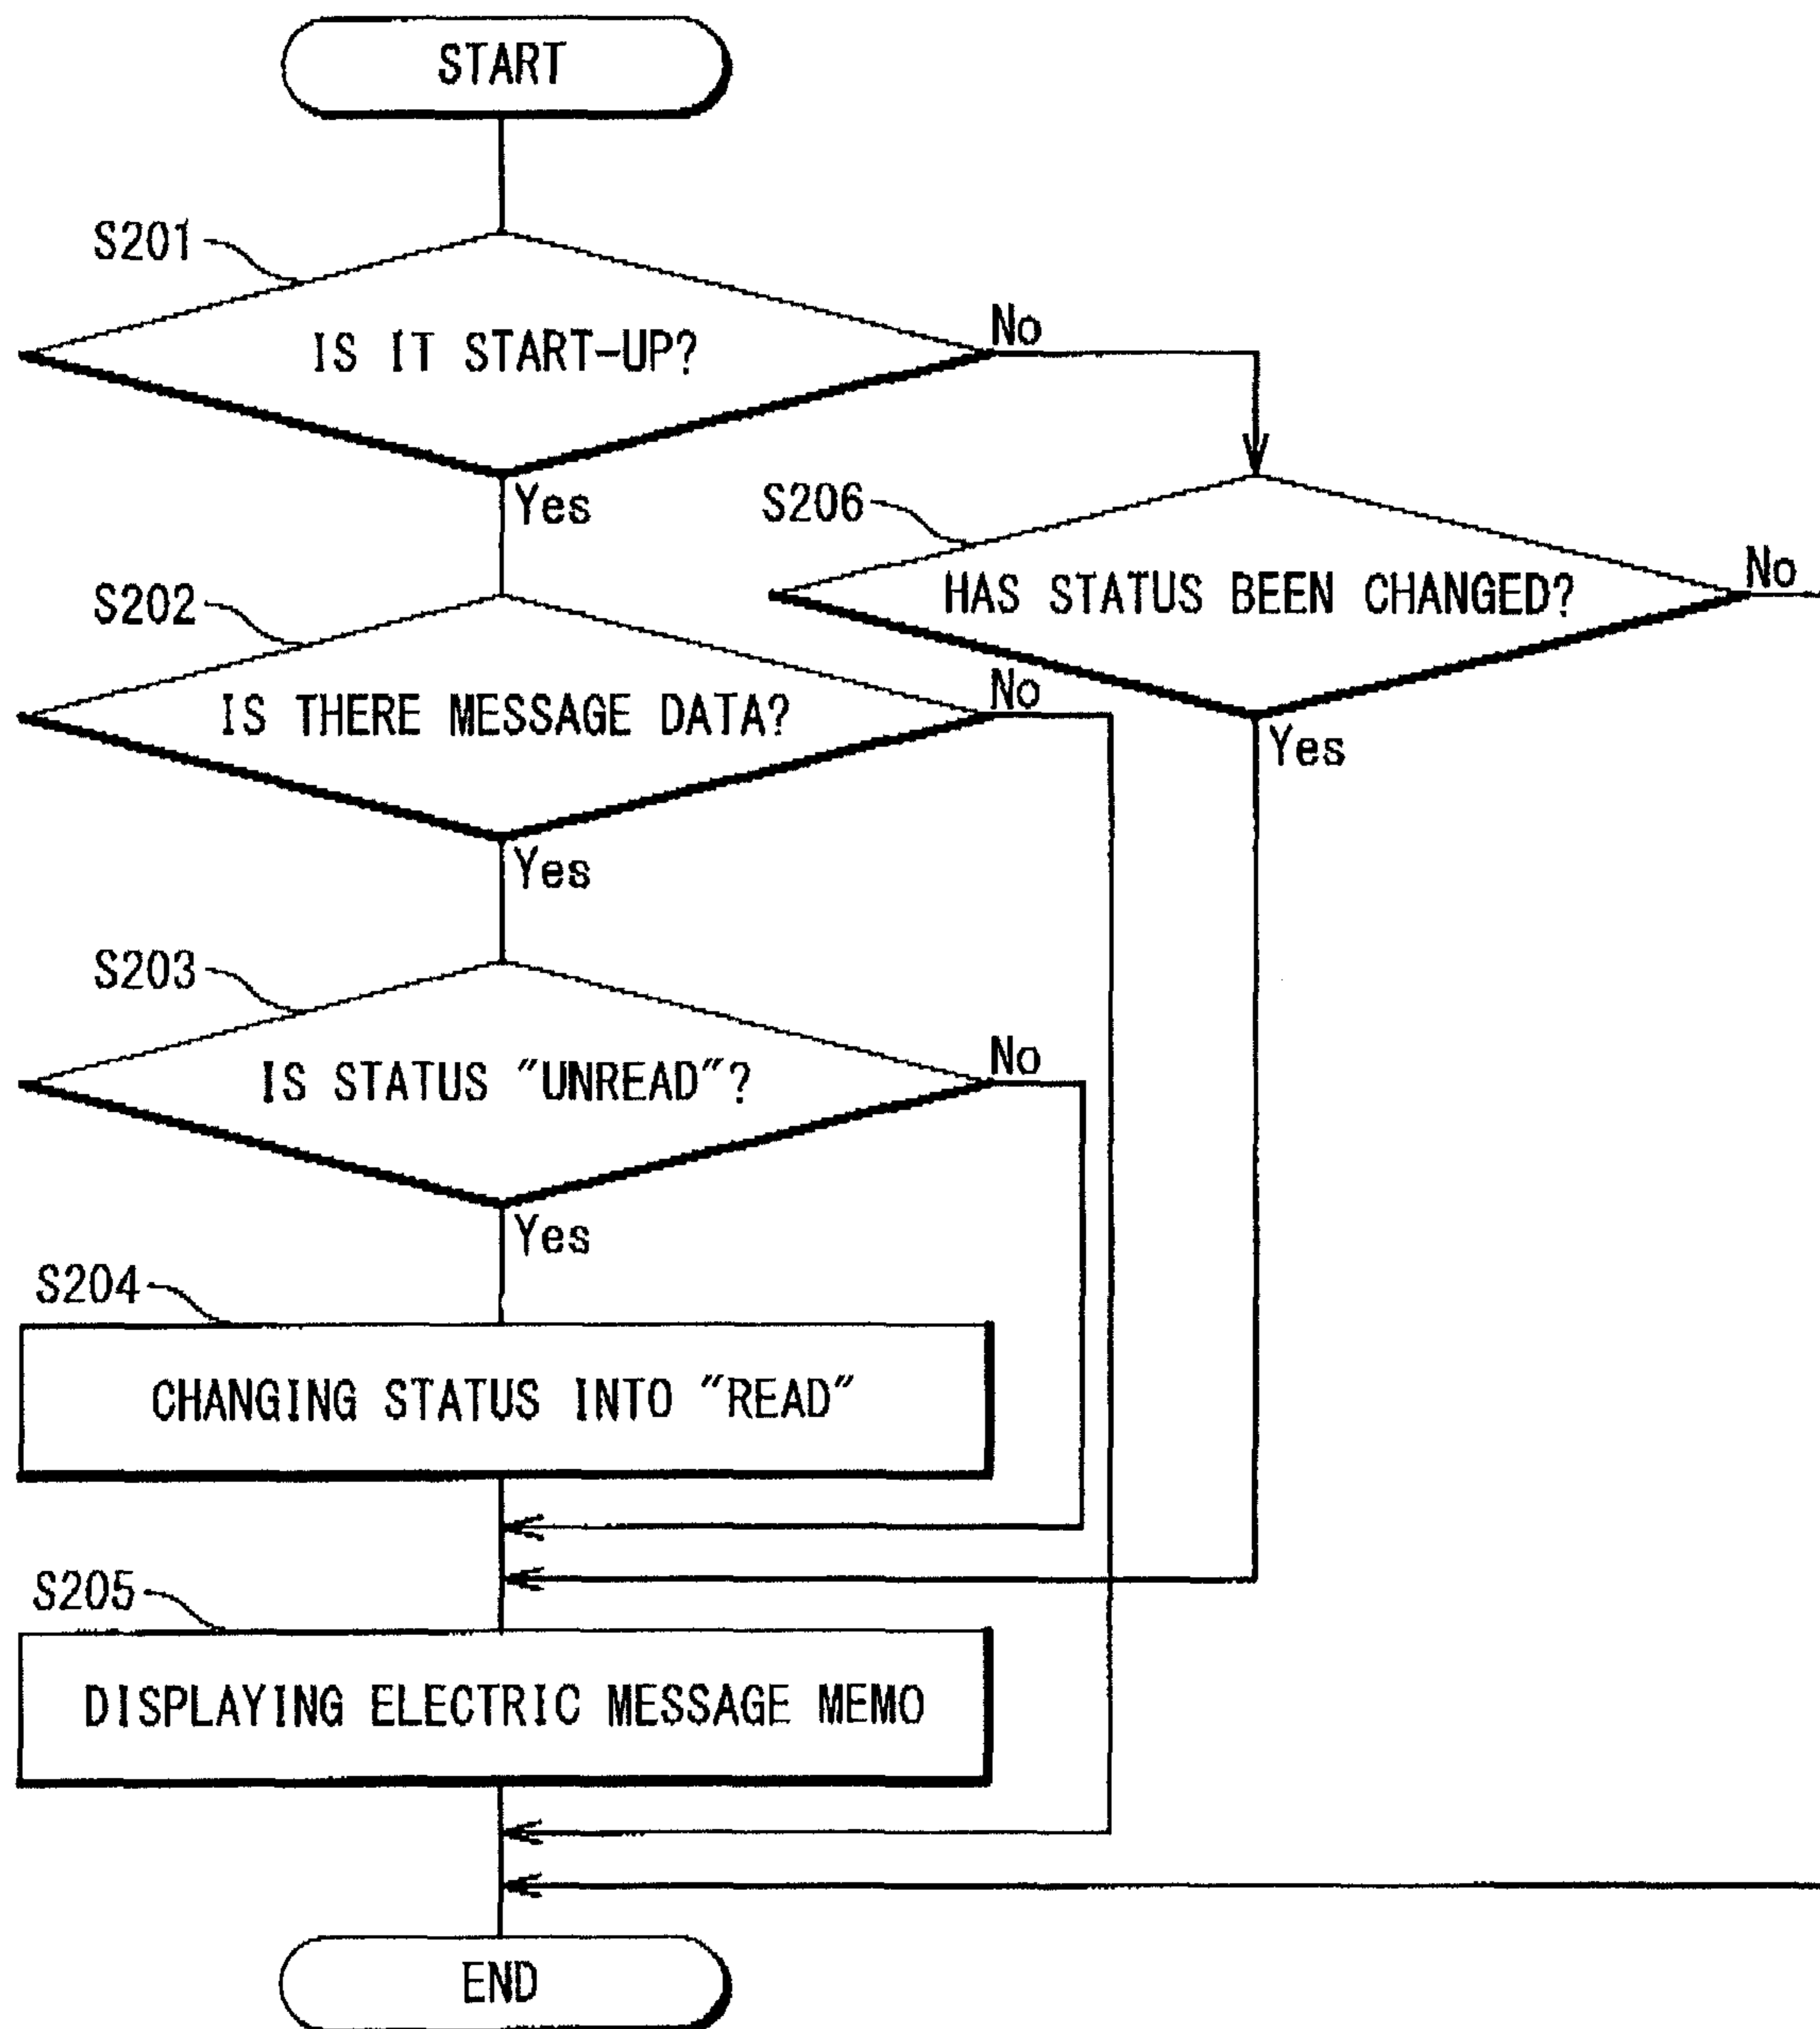 START
S201
IS IT START-UP?
No
Yes
S206
HAS STATUS BEEN CHANGED?
No
Yes
S202
IS THERE MESSAGE DATA?
No
Yes
S203
IS STATUS "UNREAD"?
No
Yes
S204
CHANGING STATUS INTO "READ"
S205
DISPLAYING ELECTRIC MESSAGE MEMO
END